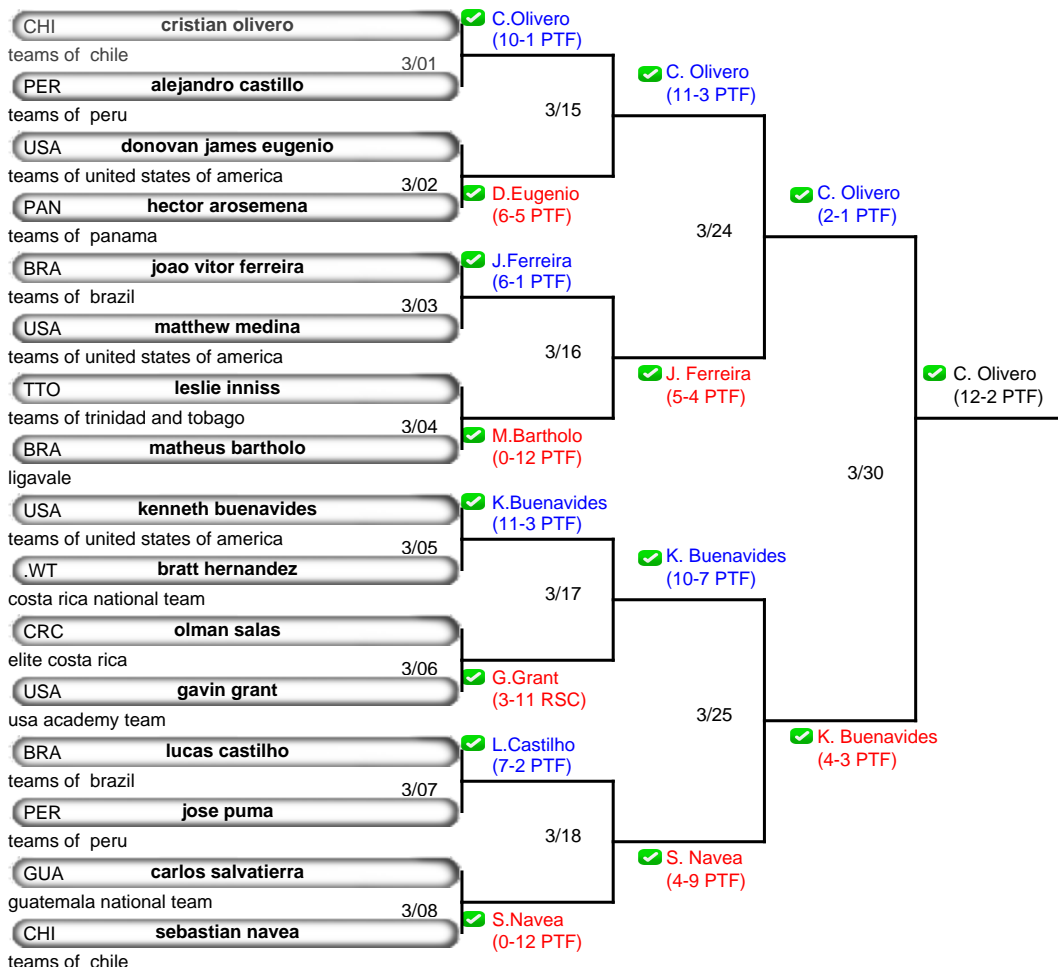 CHI cristian olivero
teams of chile
3/01
PER alejandro castillo
teams of peru
USA donovan james eugenio
teams of united states of america
3/02
PAN hector arosemena
teams of panama
BRA joao vitor ferreira
teams of brazil
3/03
USA matthew medina
teams of united states of america
TTO leslie inniss
teams of trinidad and tobago
3/04
BRA matheus bartholo
ligavale
USA kenneth buenavides
teams of united states of america
3/05
.WT bratt hernandez
costa rica national team
CRC olman salas
elite costa rica
3/06
USA gavin grant
usa academy team
BRA lucas castilho
teams of brazil
3/07
PER jose puma
teams of peru
GUA carlos salvatierra
guatemala national team
3/08
CHI sebastian navea
teams of chile
C.Olivero
(10-1 PTF)
3/15
D.Eugenio
(6-5 PTF)
J.Ferreira
(6-1 PTF)
3/16
M.Bartholo
(0-12 PTF)
K.Buenavides
(11-3 PTF)
3/17
G.Grant
(3-11 RSC)
L.Castilho
(7-2 PTF)
3/18
S.Navea
(0-12 PTF)
C. Olivero
(11-3 PTF)
3/24
J. Ferreira
(5-4 PTF)
K. Buenavides
(10-7 PTF)
3/25
S. Navea
(4-9 PTF)
C. Olivero
(2-1 PTF)
3/30
K. Buenavides
(4-3 PTF)
C. Olivero
(12-2 PTF)